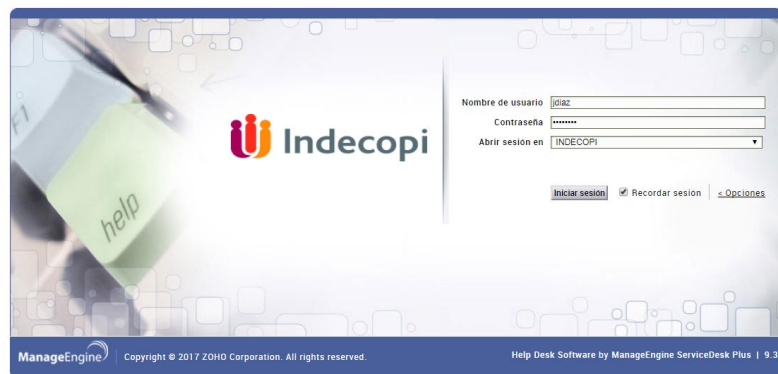 F1
help
Indecopi
Nombre de usuario jdiaz
Contraseña ••••••••
Abrir sesión en INDECOPI
Iniciar sesión Recordar sesión < Opciones
ManageEngine Copyright © 2017 ZOHO Corporation. All rights reserved. Help Desk Software by ManageEngine ServiceDesk Plus | 9.3